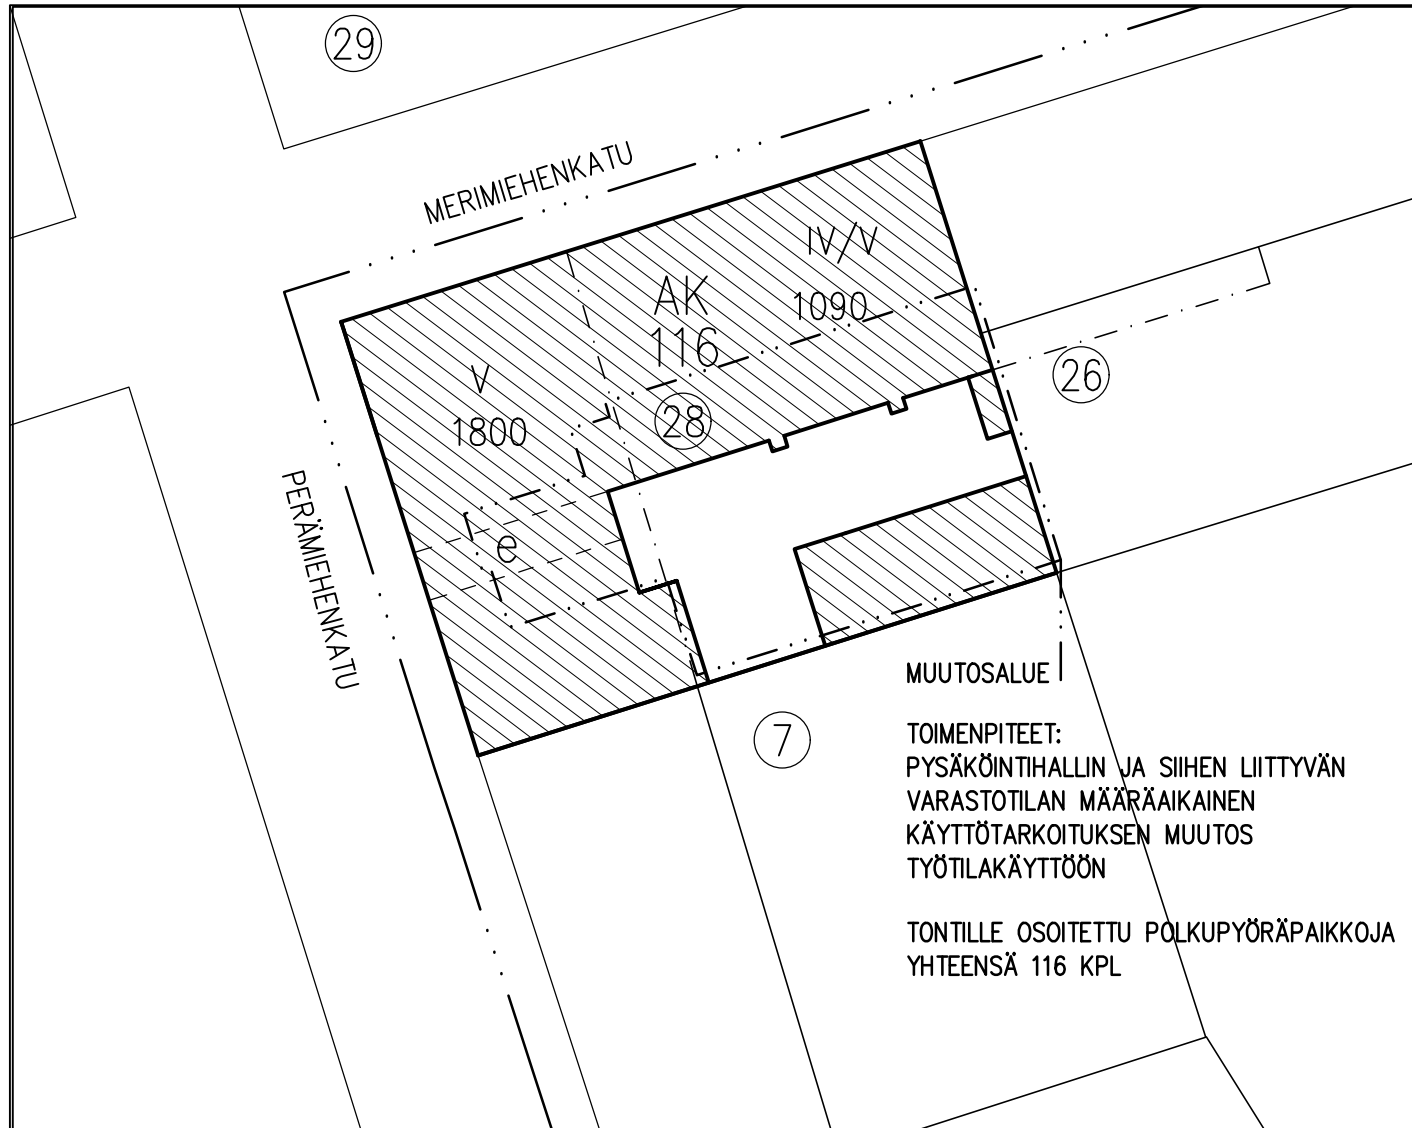 29
MERIMIEHENKATU
IV/V
AK
1090
116
V
26
28
1800
PERÄMIEHENKATU
e
MUUTOSALUE
7
TOIMENPITEET:
PYSÄKÖINTIHALLIN JA SIIHEN LIITTYVÄN
VARASTOTILAN MÄÄRÄAIKAINEN
KÄYTTÖTARKOITUKSEN MUUTOS
TYÖTILAKÄYTTÖÖN
TONTILLE OSOITETTU POLKUPYÖRÄPAIKKOJA
YHTEENSÄ 116 KPL